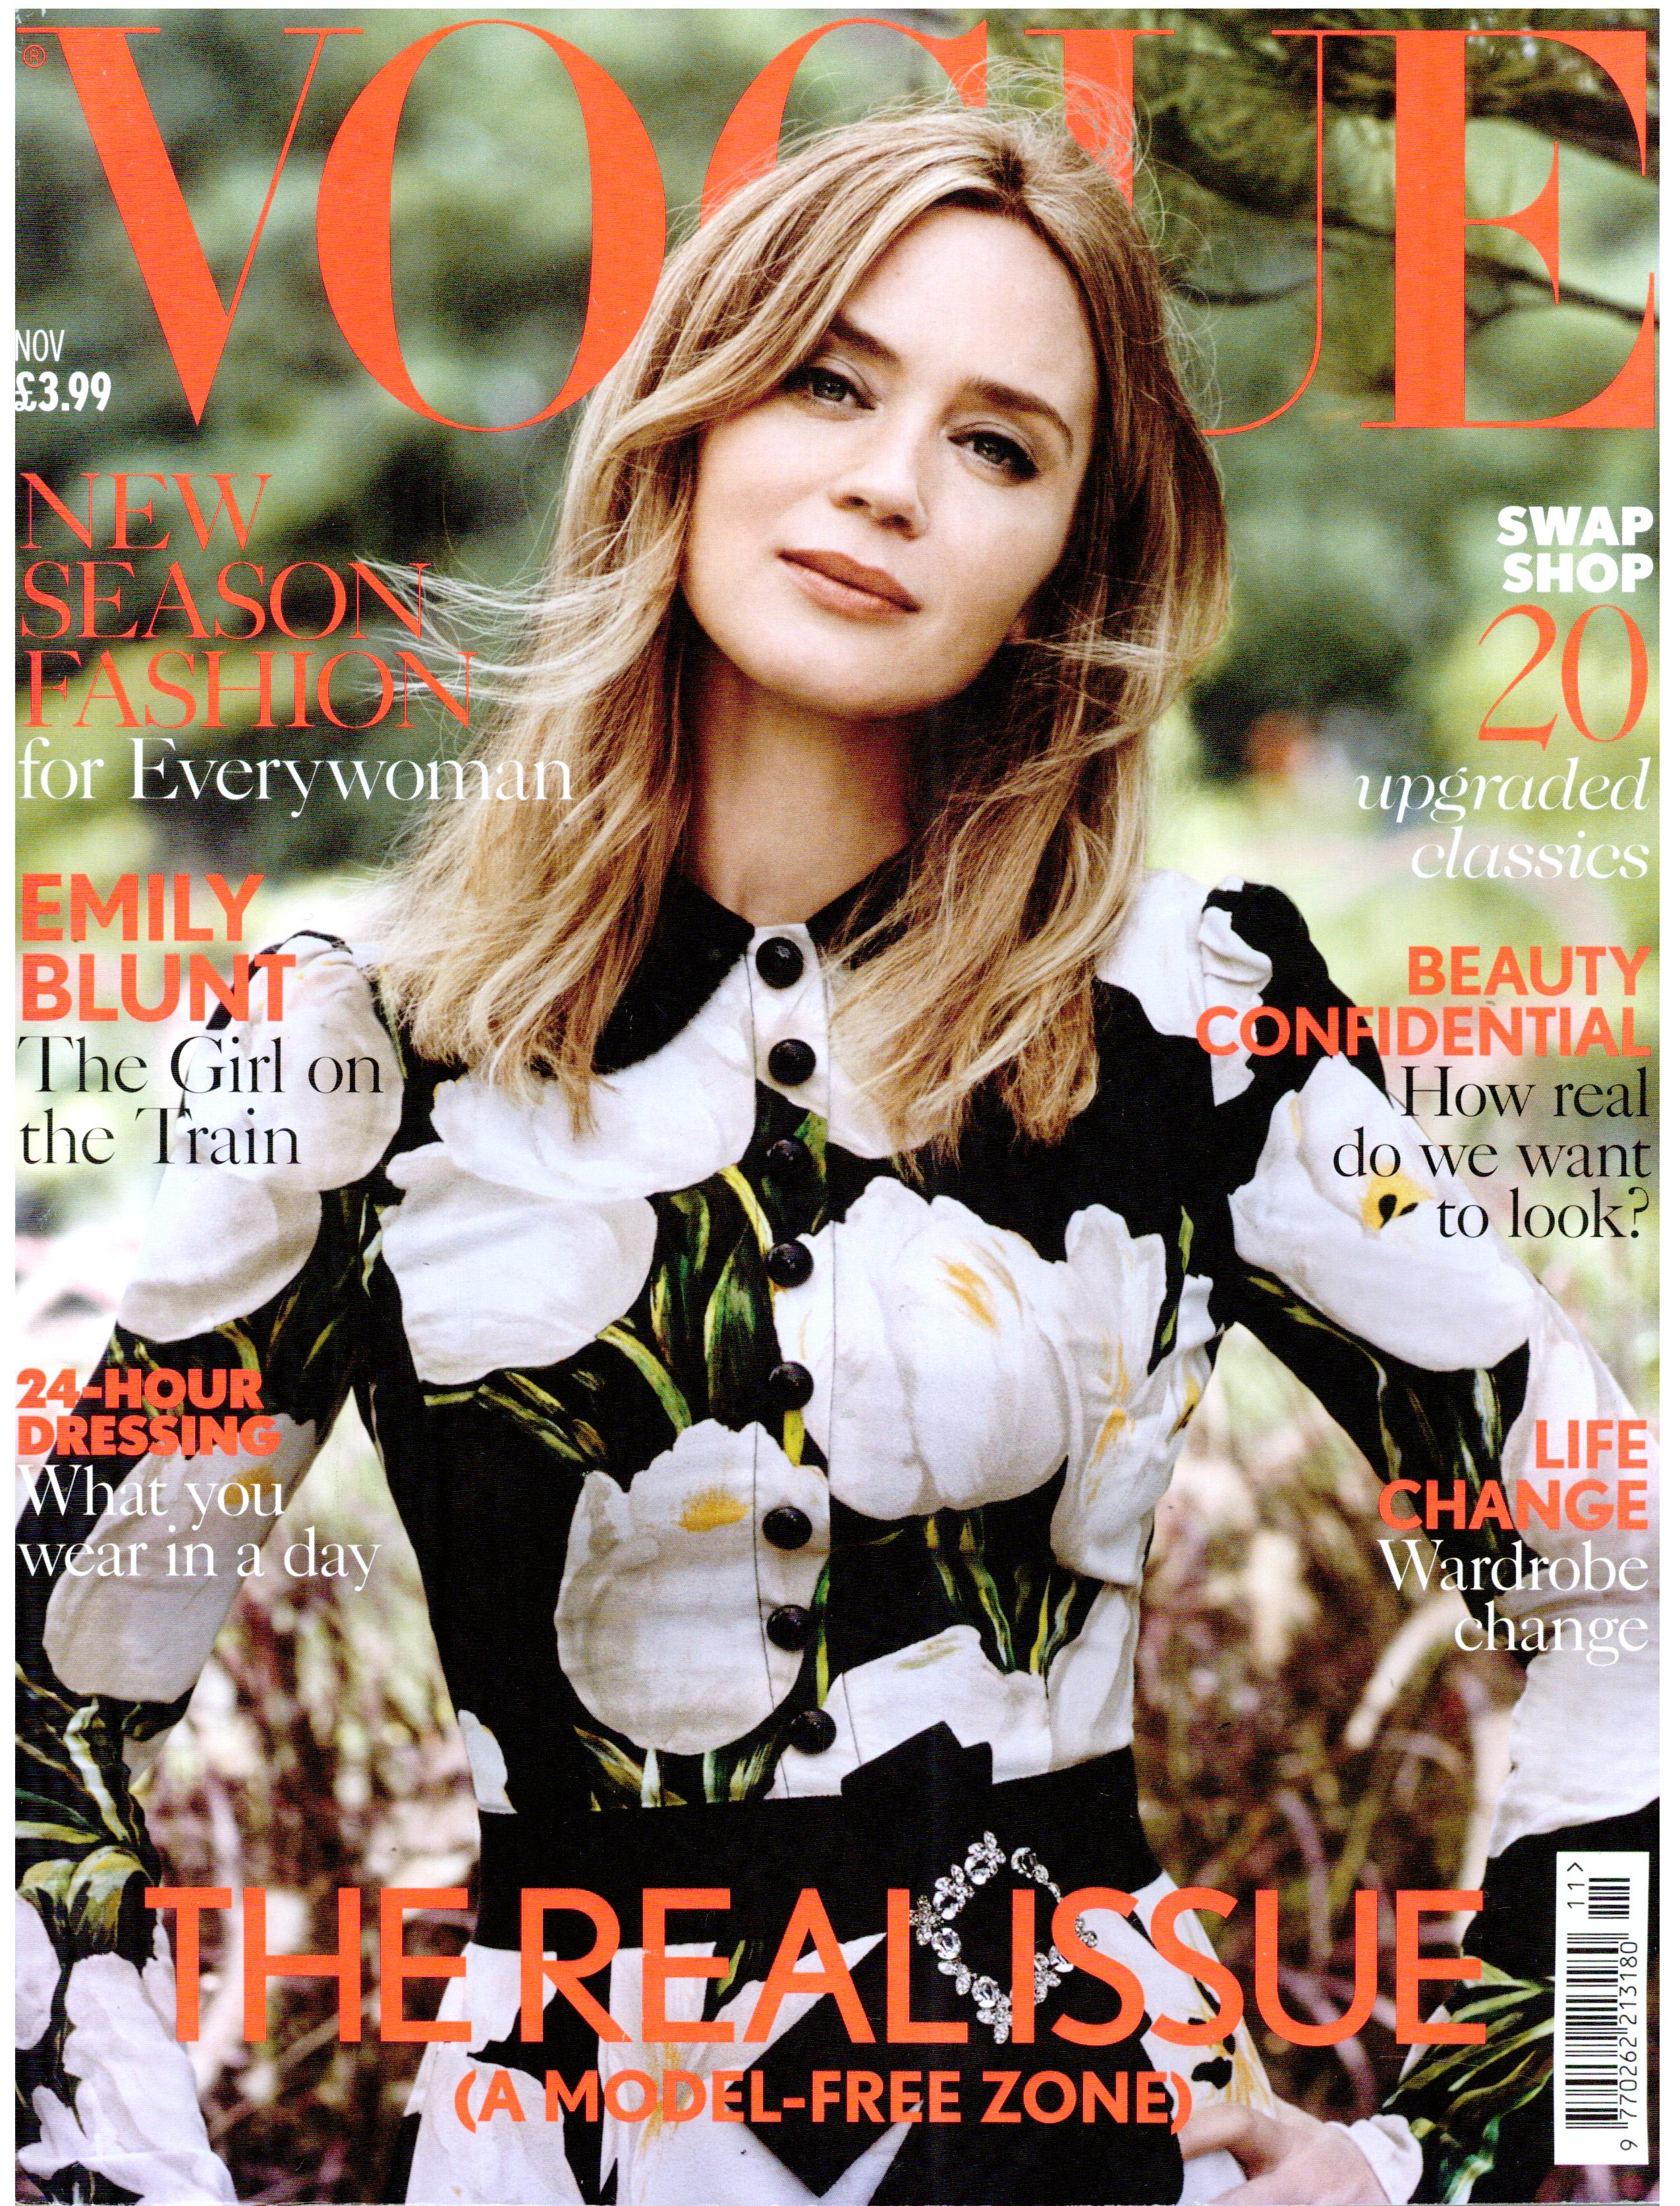 VOGUE
®
NOV
£3.99
NEW
SEASON
FASHION
for Everywoman
EMILY
BLUNT
The Girl on
the Train
24-HOUR
DRESSING
What you
wear in a day
SWAP
SHOP
20
upgraded
classics
BEAUTY
CONFIDENTIAL
How real
do we want
to look?
LIFE
CHANGE
Wardrobe
change
THE REAL ISSUE
(A MODEL-FREE ZONE)
11>
9 770262 213180